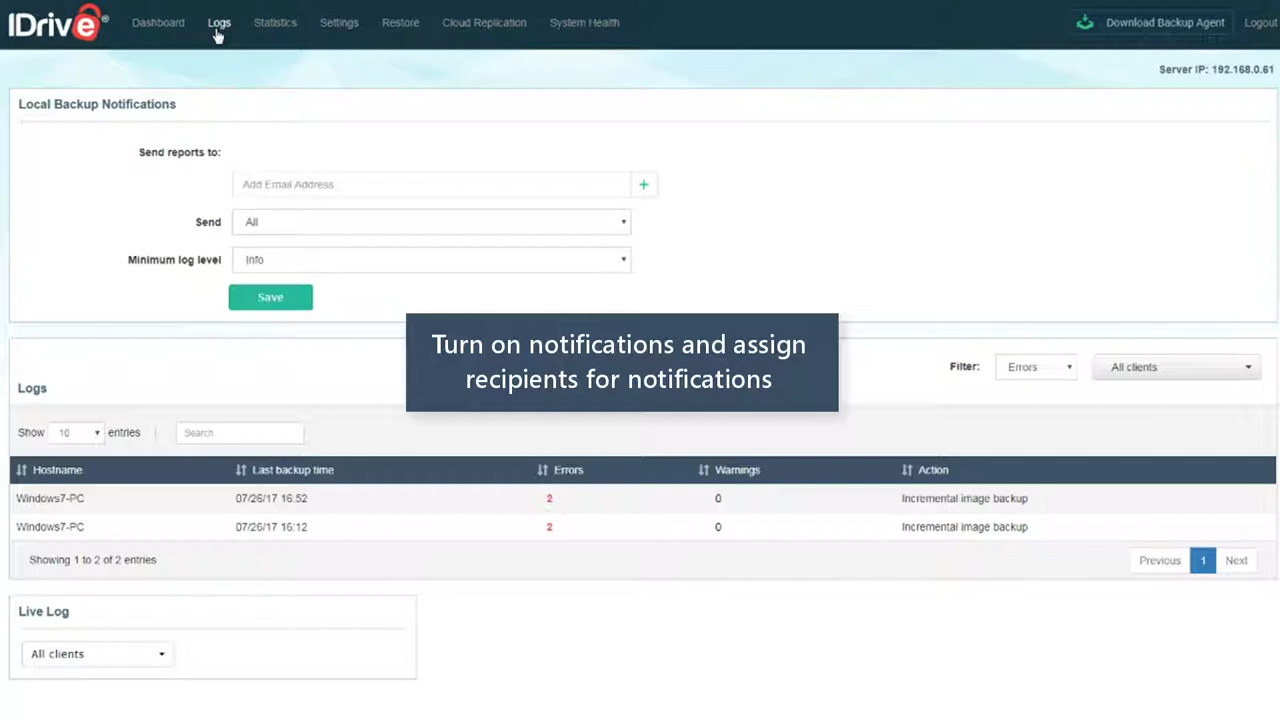 IDrive® Dashboard Logs Statistics Settings Restore Cloud Replication System Health Download Backup Agent Logout
Server IP: 192.168.0.61
Local Backup Notifications
Send reports to:
Add Email Address +
Send All
Minimum log level Info
Save
Turn on notifications and assign
recipients for notifications
Filter: Errors All clients
Logs
Show 10 entries Search
Hostname Last backup time Errors Warnings Action
Windows7-PC 07/26/17 16:52 2 0 Incremental image backup
Windows7-PC 07/26/17 16:12 2 0 Incremental image backup
Showing 1 to 2 of 2 entries Previous 1 Next
Live Log
All clients